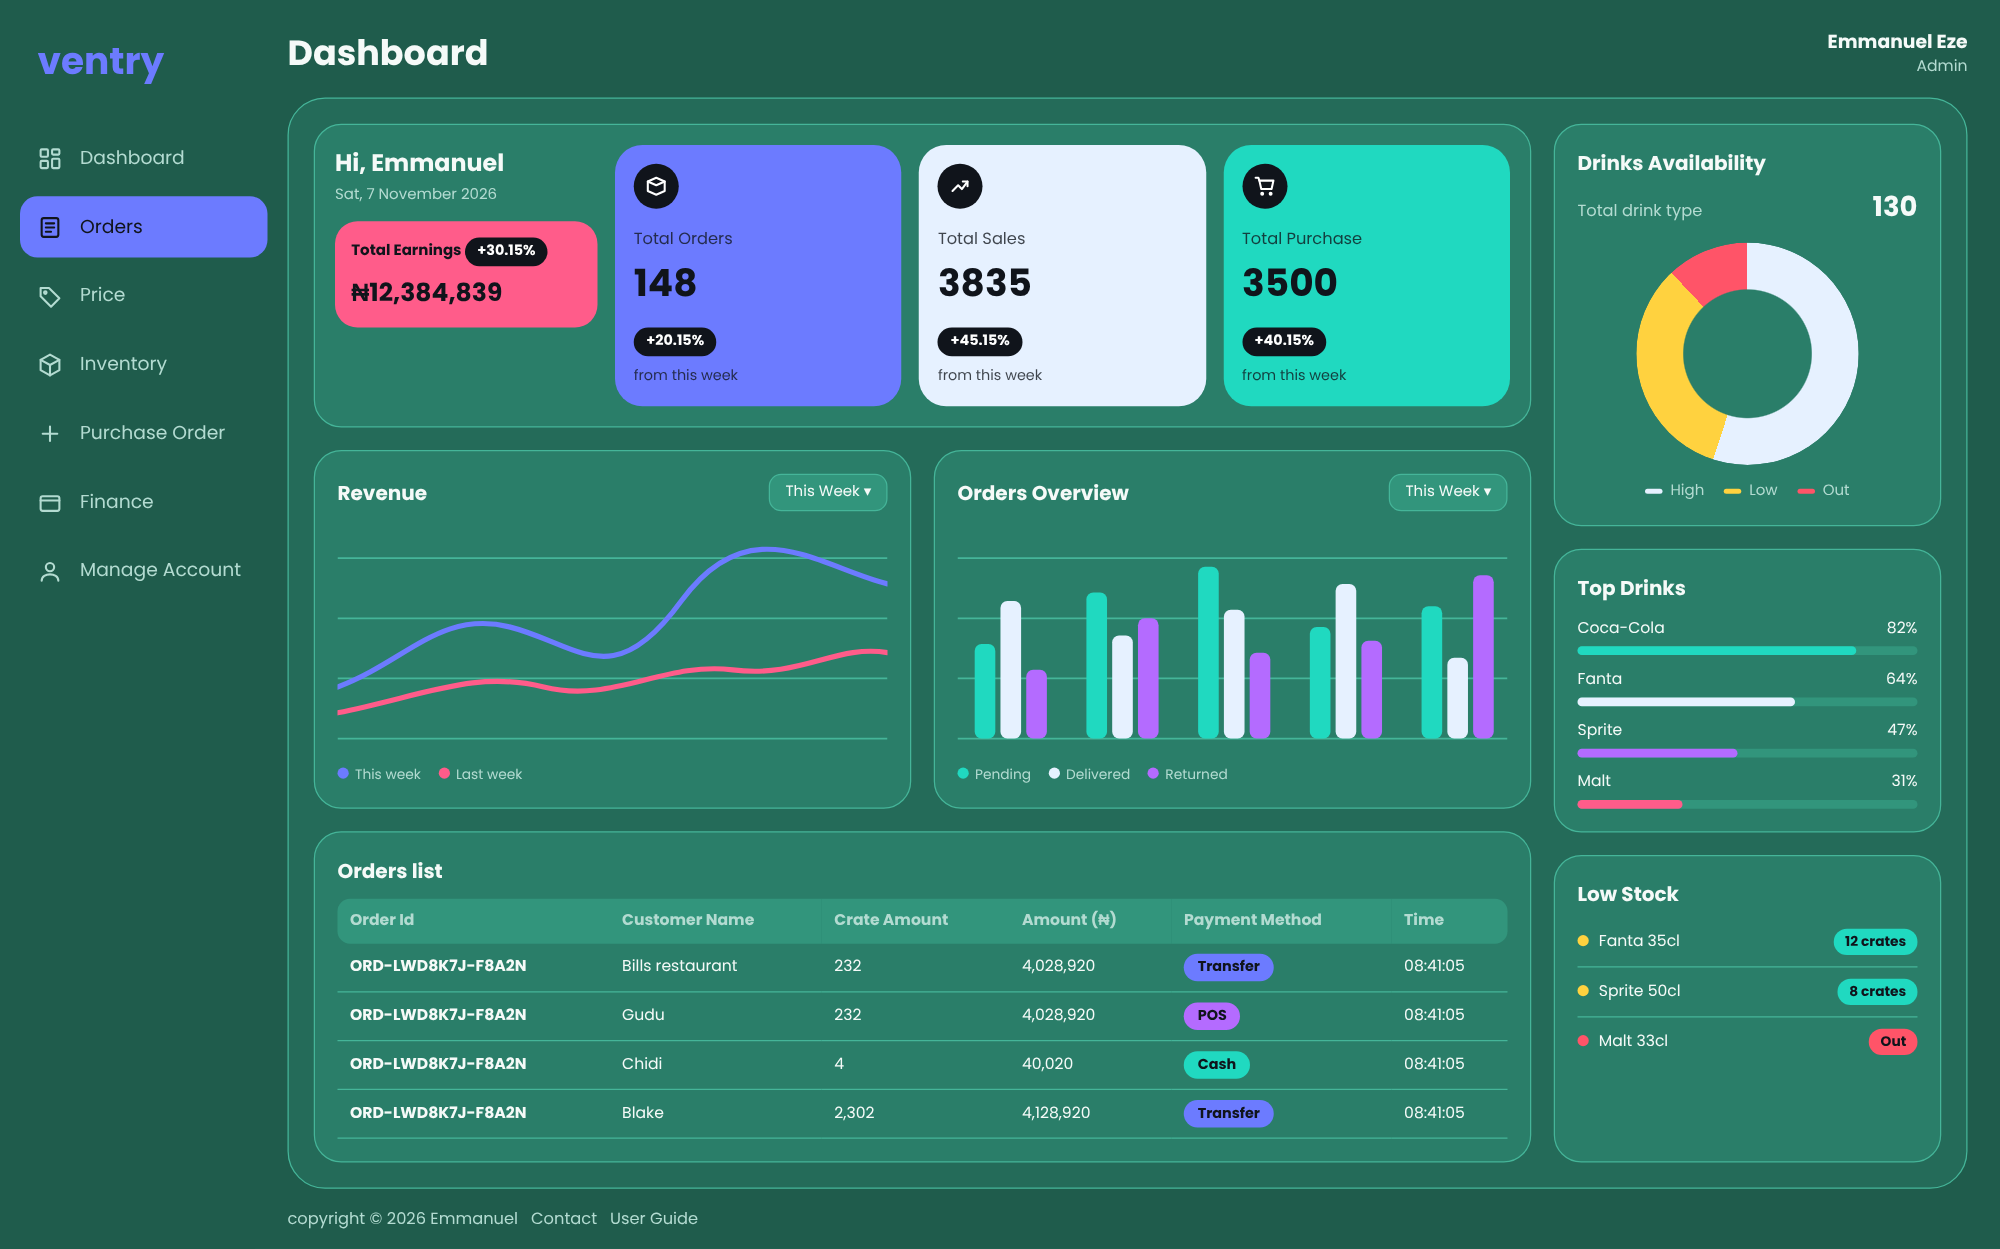 ventry
Dashboard
Emmanuel Eze
Admin
Dashboard
Orders
Price
Inventory
Purchase Order
Finance
Manage Account
Hi, Emmanuel
Sat, 7 November 2026
Total Earnings +30.15%
₦12,384,839
Total Orders
148
+20.15%
from this week
Total Sales
3835
+45.15%
from this week
Total Purchase
3500
+40.15%
from this week
Drinks Availability
Total drink type 130
High Low Out
Revenue
This Week ▾
This week Last week
Orders Overview
This Week ▾
Pending Delivered Returned
Top Drinks
Coca-Cola 82%
Fanta 64%
Sprite 47%
Malt 31%
Orders list
Order Id Customer Name Crate Amount Amount (₦) Payment Method Time
ORD-LWD8K7J-F8A2N Bills restaurant 232 4,028,920 Transfer 08:41:05
ORD-LWD8K7J-F8A2N Gudu 232 4,028,920 POS 08:41:05
ORD-LWD8K7J-F8A2N Chidi 4 40,020 Cash 08:41:05
ORD-LWD8K7J-F8A2N Blake 2,302 4,128,920 Transfer 08:41:05
Low Stock
Fanta 35cl 12 crates
Sprite 50cl 8 crates
Malt 33cl Out
copyright © 2026 Emmanuel Contact User Guide